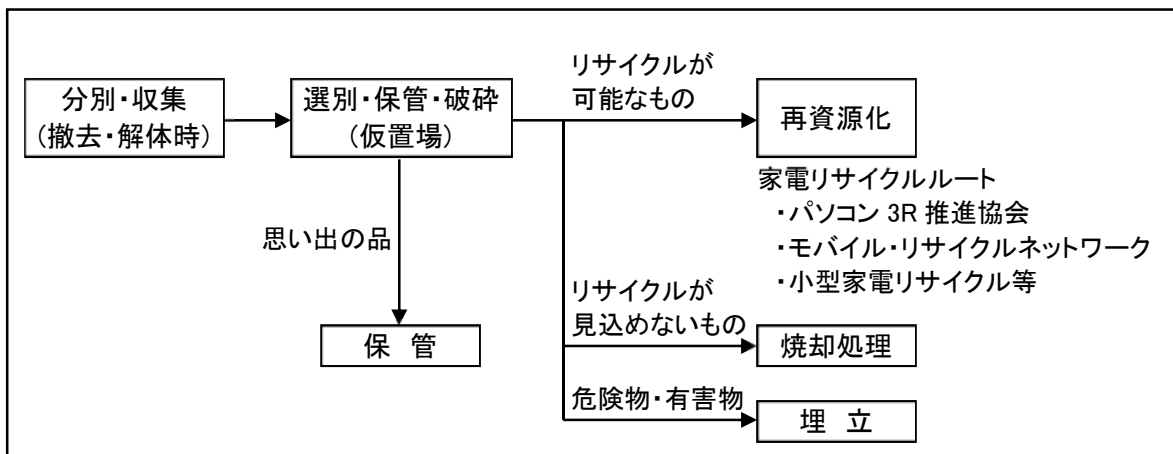 分別・収集
(撤去・解体時)
選別・保管・破砕
(仮置場)
リサイクルが
可能なもの
再資源化
家電リサイクルルート
・パソコン 3R 推進協会
・モバイル・リサイクルネットワーク
・小型家電リサイクル等
思い出の品
保 管
リサイクルが
見込めないもの
焼却処理
危険物・有害物
埋 立